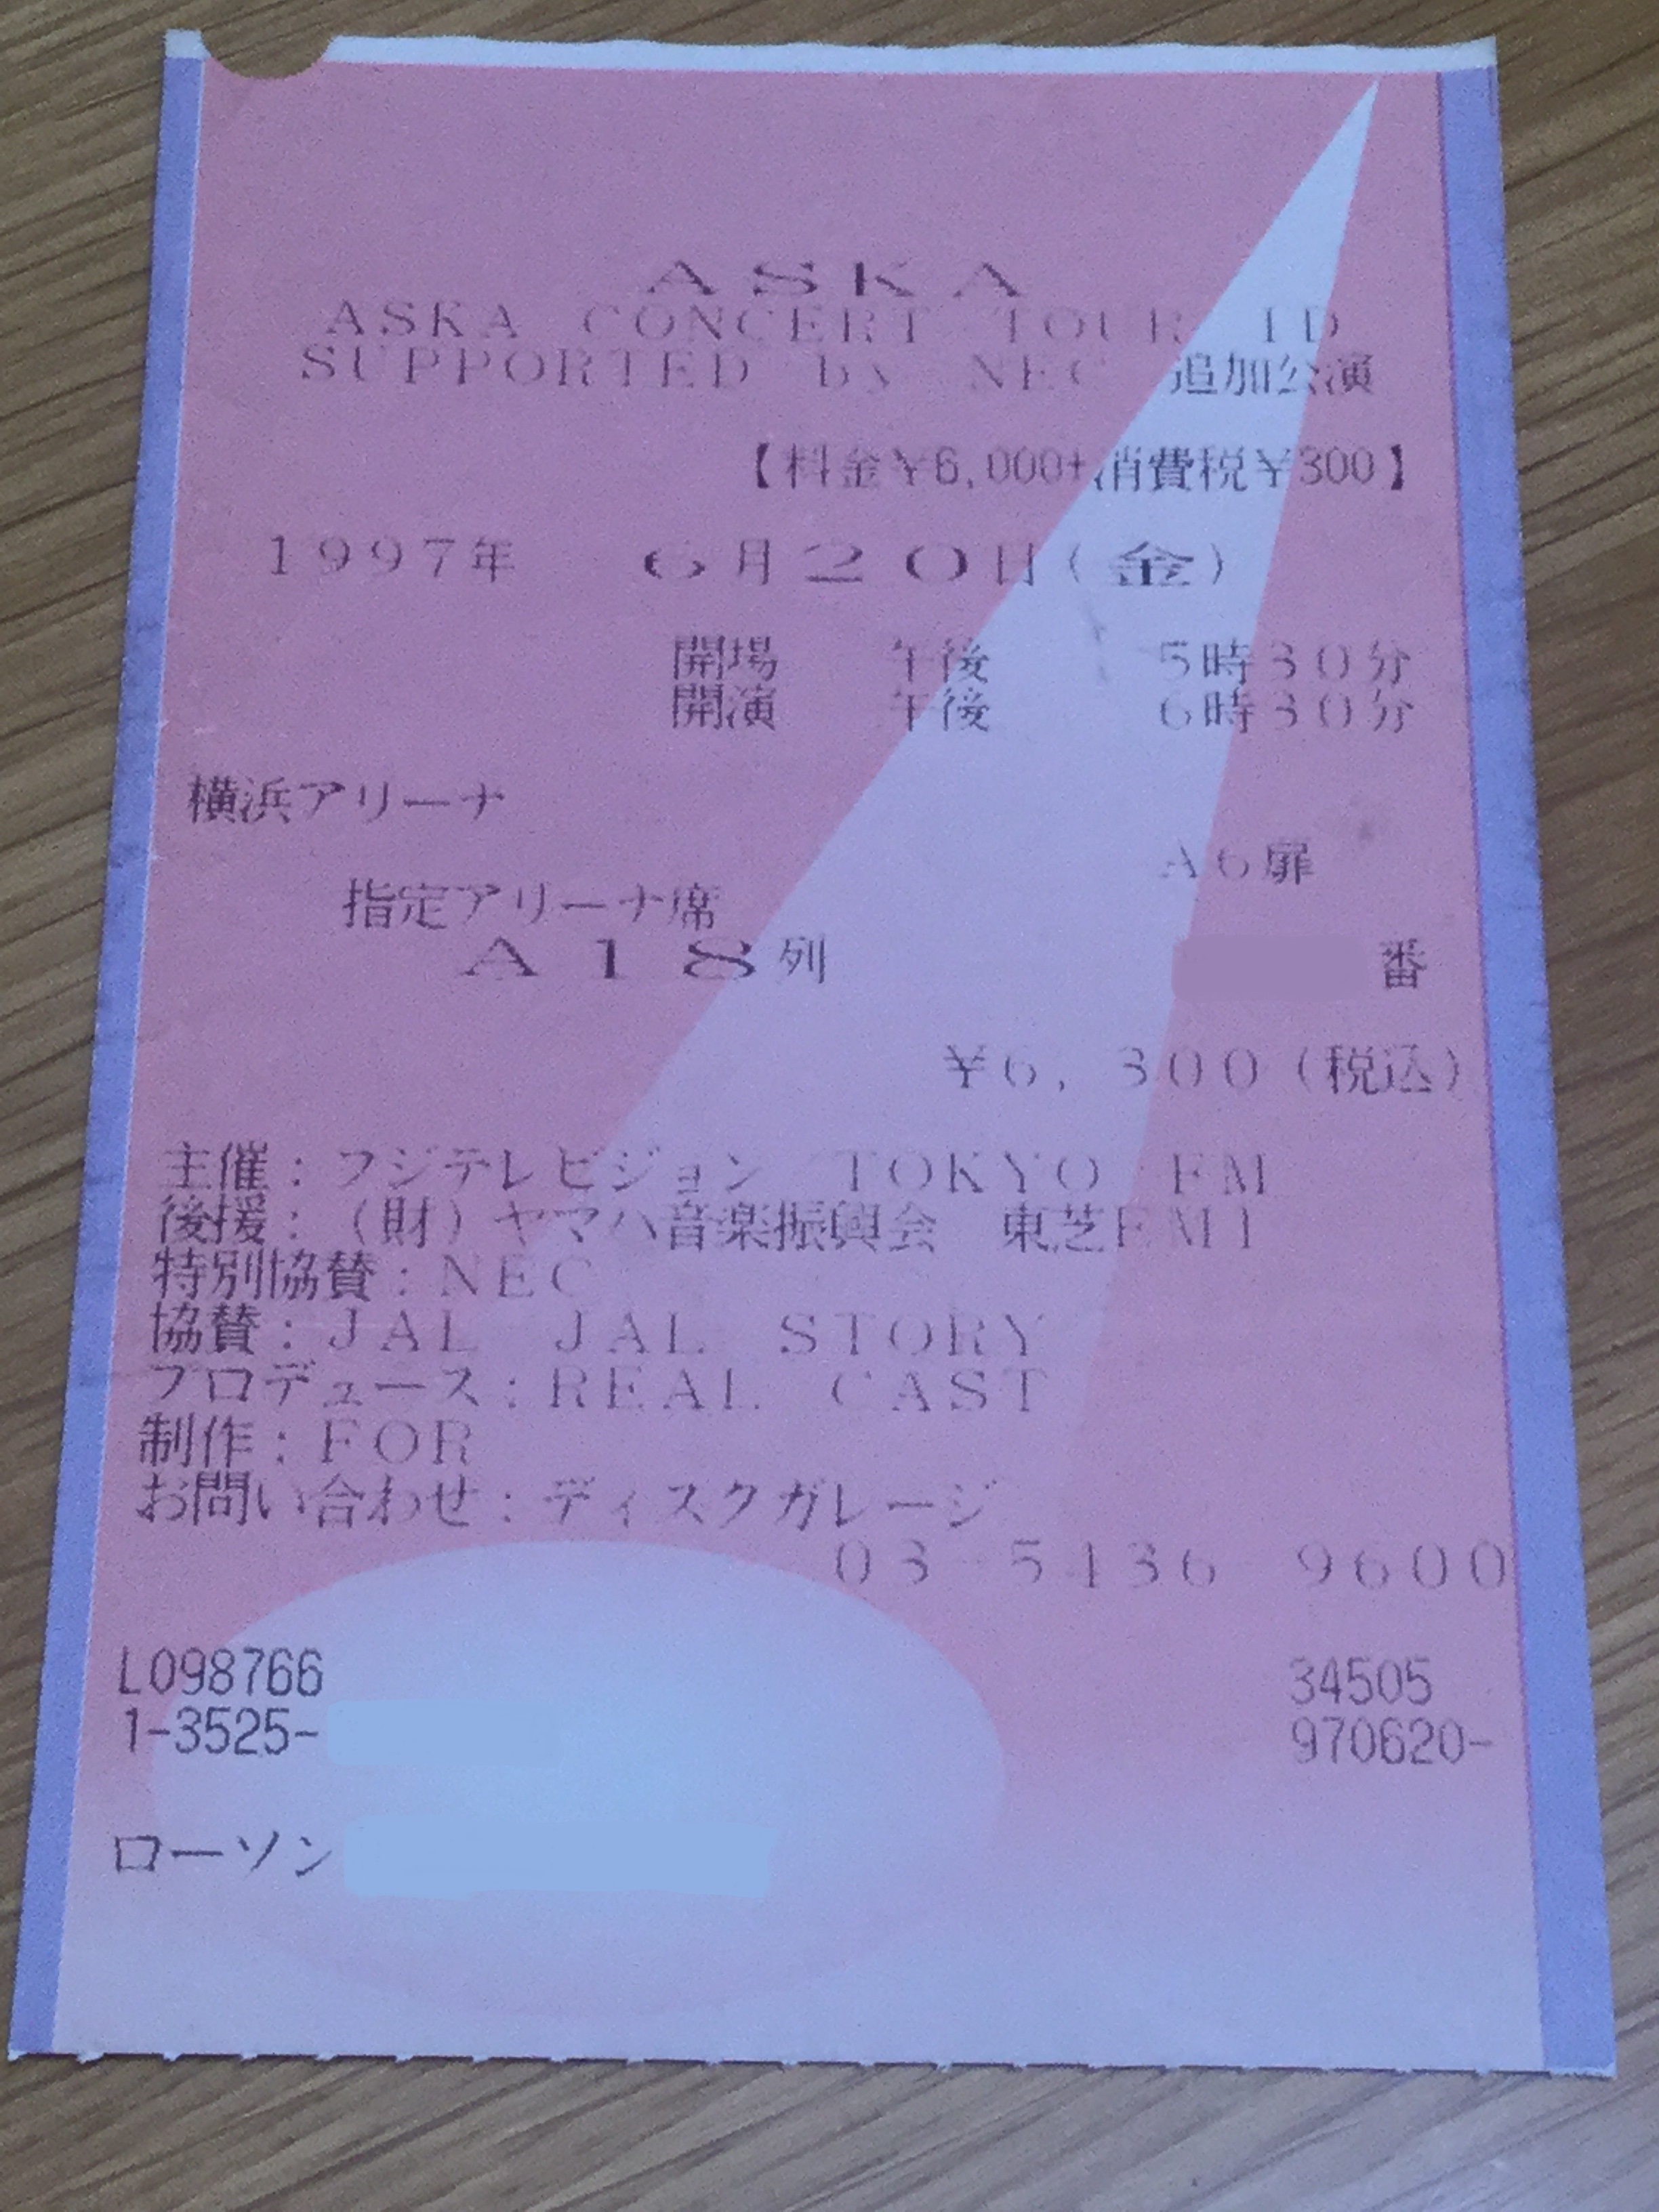 ASKA
ASKA CONCERT TOUR ID
SUPPORTED by NEC 追加公演
【料金¥6,000+消費税¥300】
1997年 6月20日(金)
開場 午後 5時30分
開演 午後 6時30分
横浜アリーナ
A6扉
指定アリーナ席
A18列 番
¥6,300(税込)
主催:フジテレビジョン TOKYO FM
後援:(財)ヤマハ音楽振興会 東芝EMI
特別協賛:NEC
協賛:JAL JAL STORY
プロデュース:REAL CAST
制作:FOR
お問い合わせ:ディスクガレージ
03-5436-9600
L098766 34505
1-3525- 970620-
ローソン